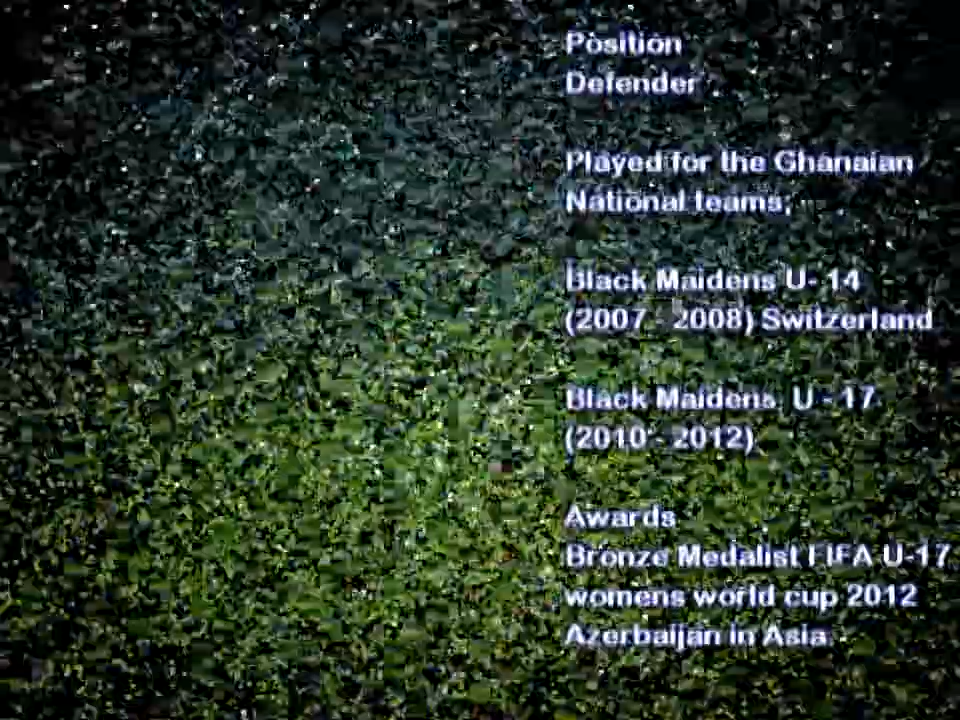 Position
Defender
Played for the Ghanaian
National teams;
Black Maidens U- 14
(2007 - 2008) Switzerland
Black Maidens U - 17
(2010 - 2012)
Awards
Bronze Medalist FIFA U-17
womens world cup 2012
Azerbaijan in Asia.